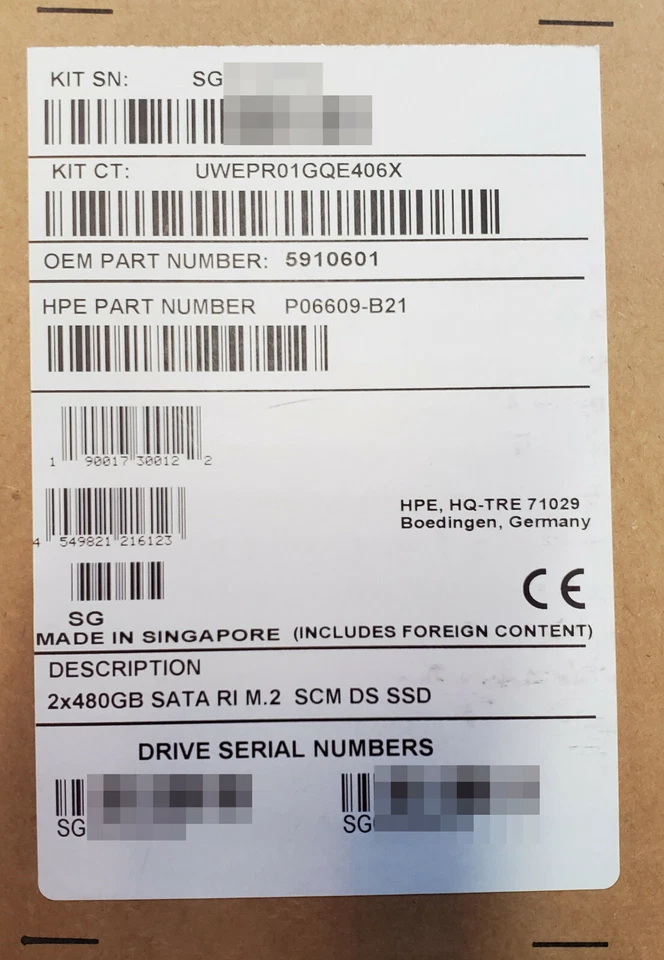 KIT SN: SG
KIT CT: UWEPR01GQE406X
OEM PART NUMBER: 5910601
HPE PART NUMBER P06609-B21
1 90017 30012 2
4 549821 216123
HPE, HQ-TRE 71029
Boedingen, Germany
CE
SG
MADE IN SINGAPORE (INCLUDES FOREIGN CONTENT)
DESCRIPTION
2x480GB SATA RI M.2 SCM DS SSD
DRIVE SERIAL NUMBERS
SG SG